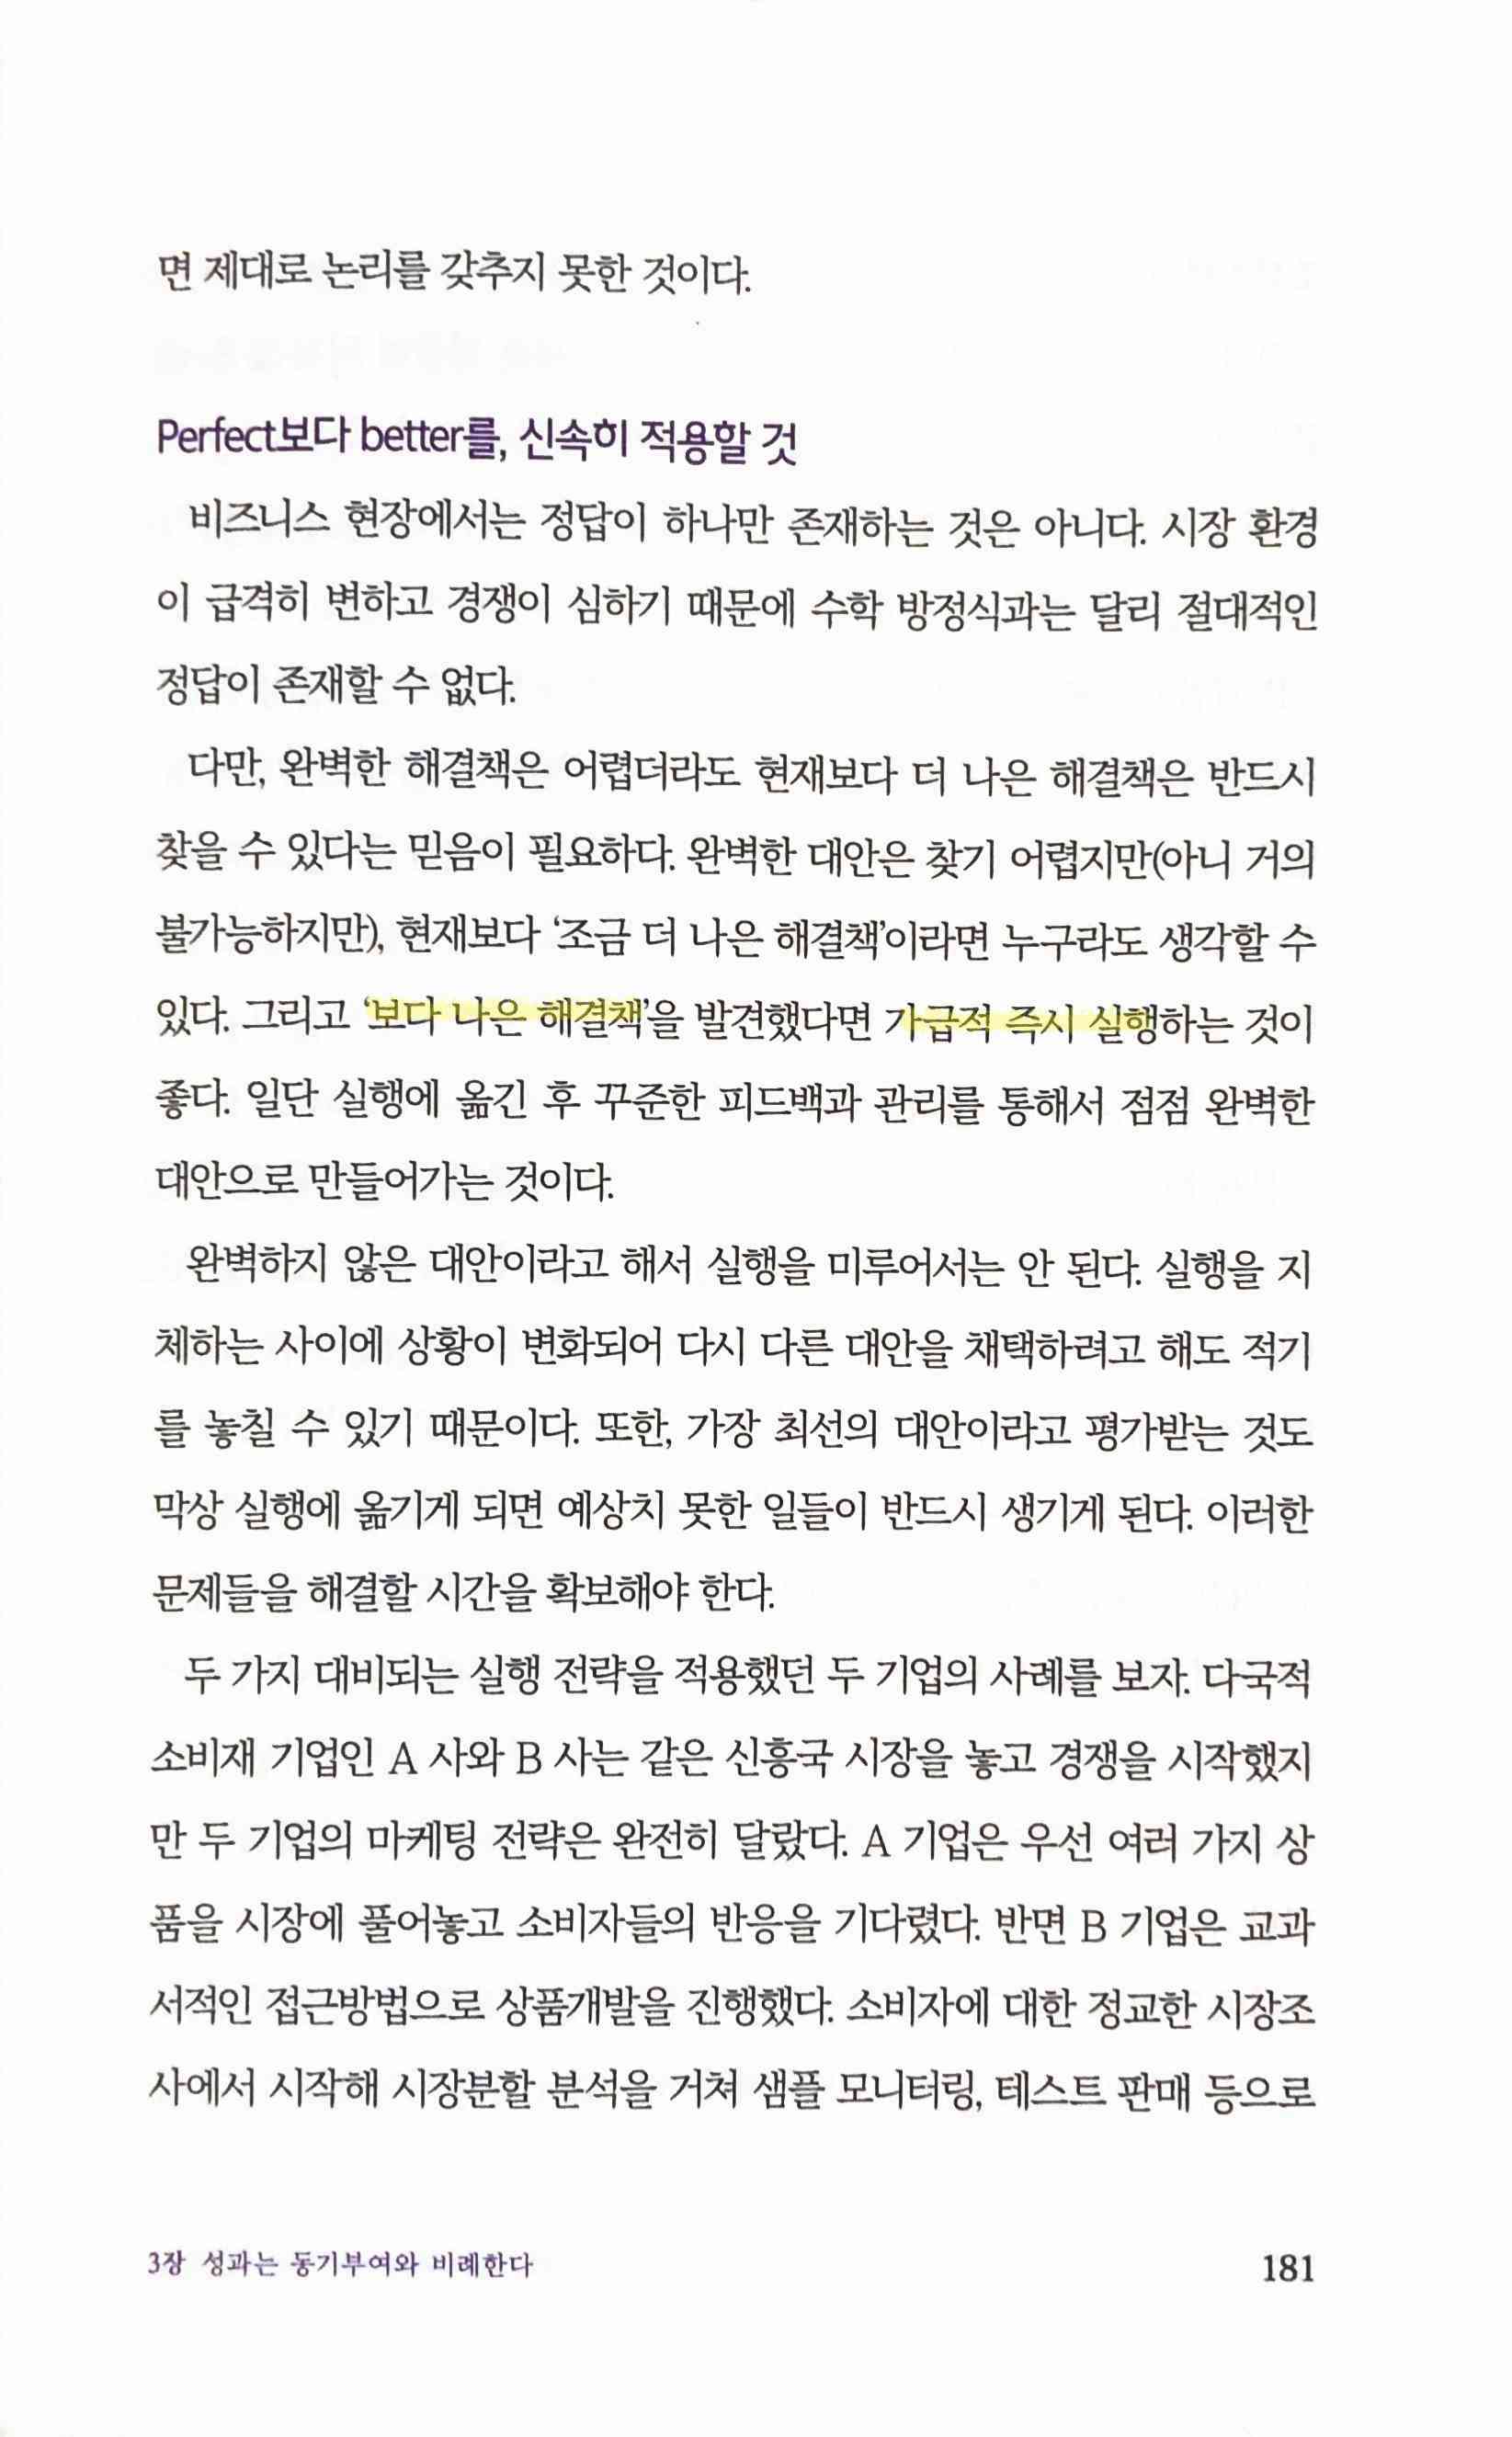 면 제대로 논리를 갖추지 못한 것이다.
Perfect보다 better를, 신속히 적용할 것
비즈니스 현장에서는 정답이 하나만 존재하는 것은 아니다. 시장 환경
이 급격히 변하고 경쟁이 심하기 때문에 수학 방정식과는 달리 절대적인
정답이 존재할 수 없다.
다만, 완벽한 해결책은 어렵더라도 현재보다 더 나은 해결책은 반드시
찾을 수 있다는 믿음이 필요하다. 완벽한 대안은 찾기 어렵지만(아니 거의
불가능하지만), 현재보다 ‘조금 더 나은 해결책’이라면 누구라도 생각할 수
있다. 그리고 ‘보다 나은 해결책’을 발견했다면 가급적 즉시 실행하는 것이
좋다. 일단 실행에 옮긴 후 꾸준한 피드백과 관리를 통해서 점점 완벽한
대안으로 만들어가는 것이다.
완벽하지 않은 대안이라고 해서 실행을 미루어서는 안 된다. 실행을 지
체하는 사이에 상황이 변화되어 다시 다른 대안을 채택하려고 해도 적기
를 놓칠 수 있기 때문이다. 또한, 가장 최선의 대안이라고 평가받는 것도
막상 실행에 옮기게 되면 예상치 못한 일들이 반드시 생기게 된다. 이러한
문제들을 해결할 시간을 확보해야 한다.
두 가지 대비되는 실행 전략을 적용했던 두 기업의 사례를 보자. 다국적
소비재 기업인 A 사와 B 사는 같은 신흥국 시장을 놓고 경쟁을 시작했지
만 두 기업의 마케팅 전략은 완전히 달랐다. A 기업은 우선 여러 가지 상
품을 시장에 풀어놓고 소비자들의 반응을 기다렸다. 반면 B 기업은 교과
서적인 접근방법으로 상품개발을 진행했다. 소비자에 대한 정교한 시장조
사에서 시작해 시장분할 분석을 거쳐 샘플 모니터링, 테스트 판매 등으로
3장 성과는 동기부여와 비례한다
181